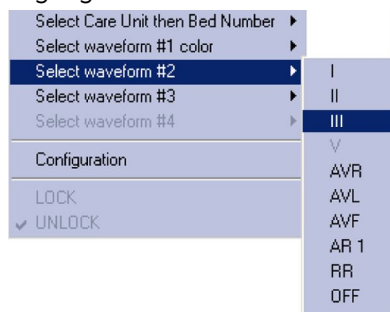 Select Care Unit then Bed Number
Select waveform #1 color
Select waveform #2
Select waveform #3
Select waveform #4
Configuration
LOCK
UNLOCK
I
II
III
V
AVR
AVL
AVF
AR 1
RR
OFF